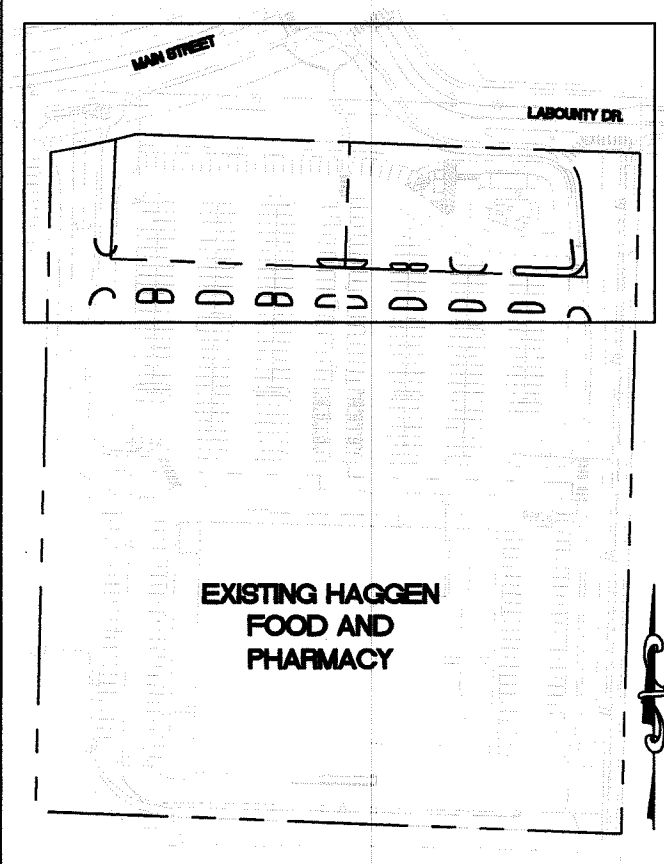 MAIN STREET
LABOUNTY DR.
EXISTING HAGGEN
FOOD AND
PHARMACY